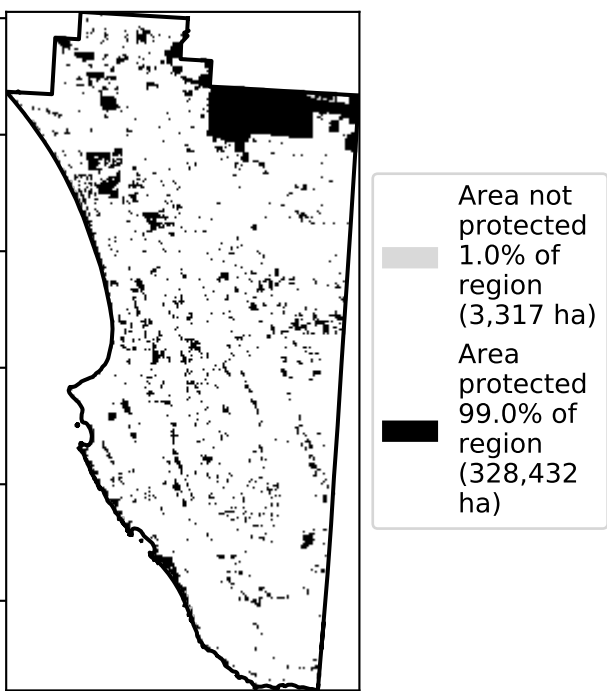 Area not
protected
1.0% of
region
(3,317 ha)
Area
protected
99.0% of
region
(328,432
ha)